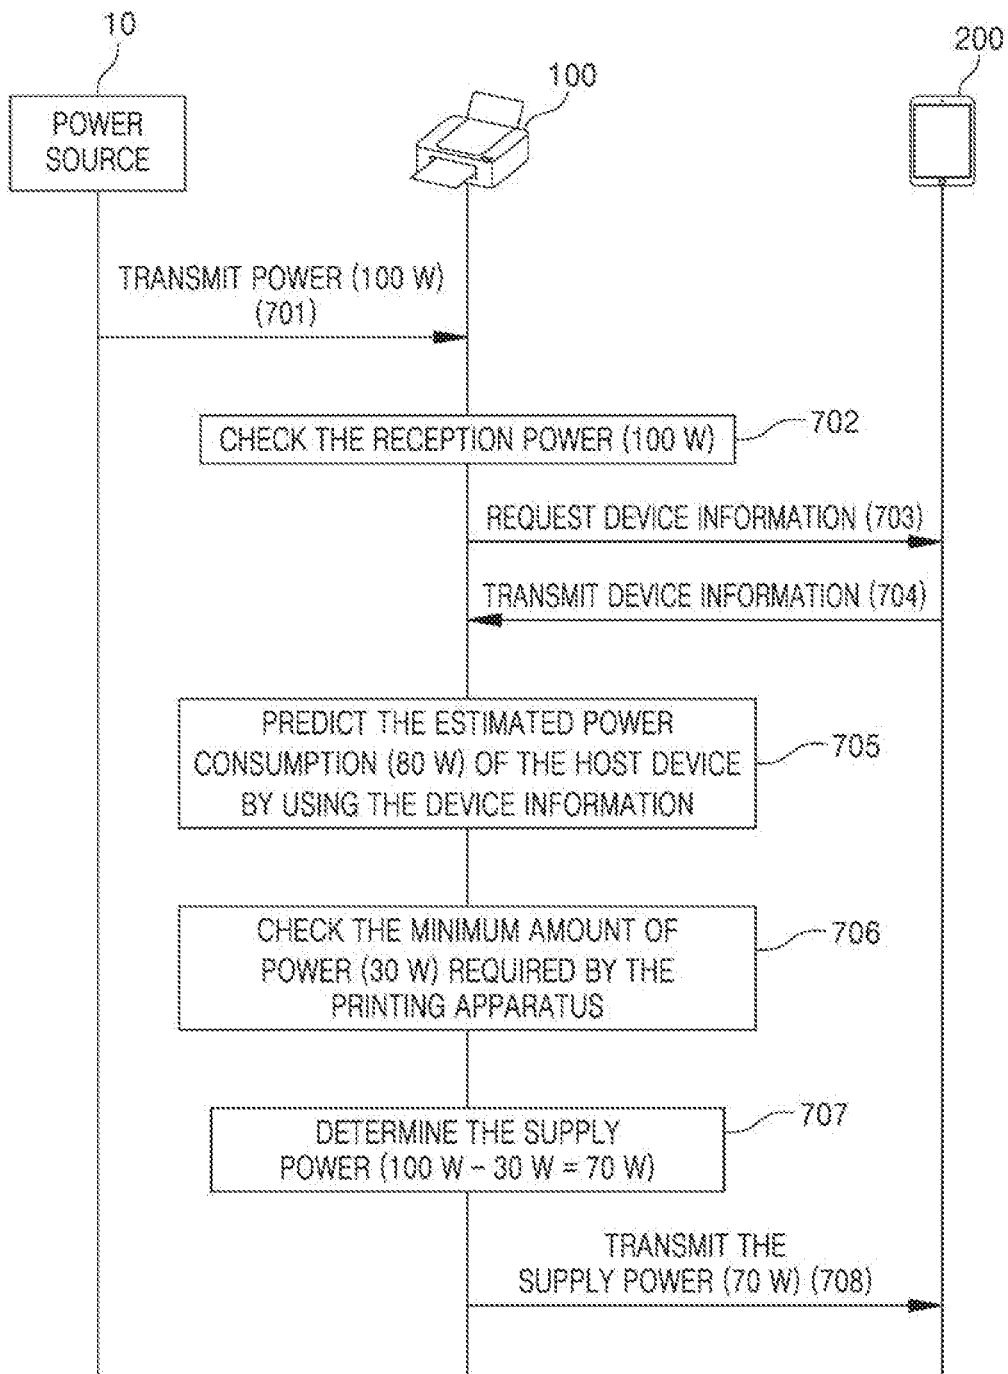 10
200
100
POWER
SOURCE
TRANSMIT POWER (100 W)
(701)
CHECK THE RECEPTION POWER (100 W)
702
REQUEST DEVICE INFORMATION (703)
TRANSMIT DEVICE INFORMATION (704)
PREDICT THE ESTIMATED POWER
CONSUMPTION (80 W) OF THE HOST DEVICE
BY USING THE DEVICE INFORMATION
705
CHECK THE MINIMUM AMOUNT OF
POWER (30 W) REQUIRED BY THE
PRINTING APPARATUS
706
DETERMINE THE SUPPLY
POWER (100 W – 30 W = 70 W)
707
TRANSMIT THE
SUPPLY POWER (70 W) (708)